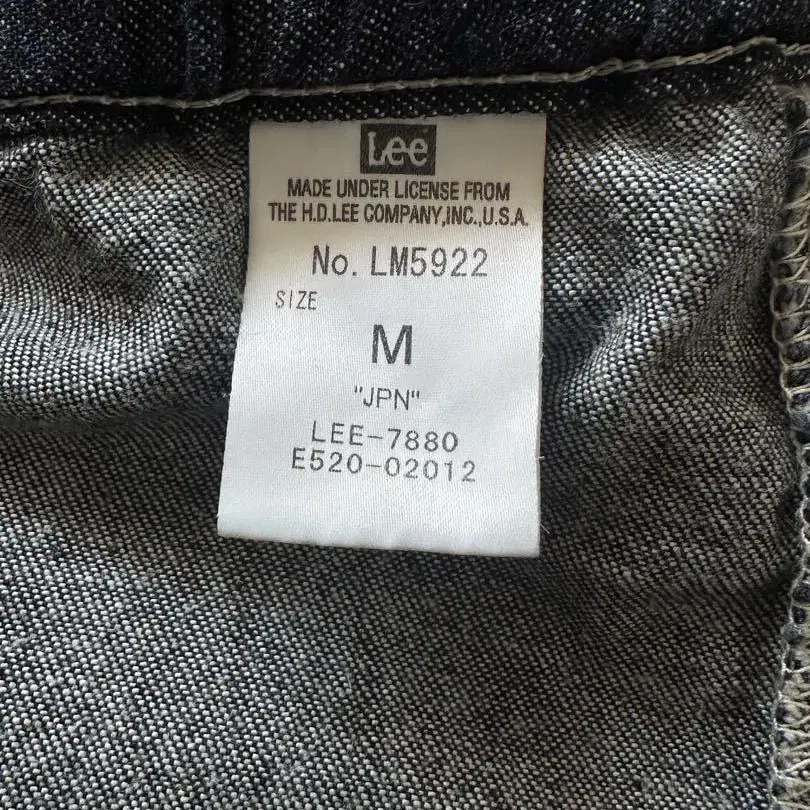 Lee
MADE UNDER LICENSE FROM
THE H.D.LEE COMPANY,INC.,U.S.A.
No. LM5922
SIZE
M
"JPN"
LEE-7880
E520-02012